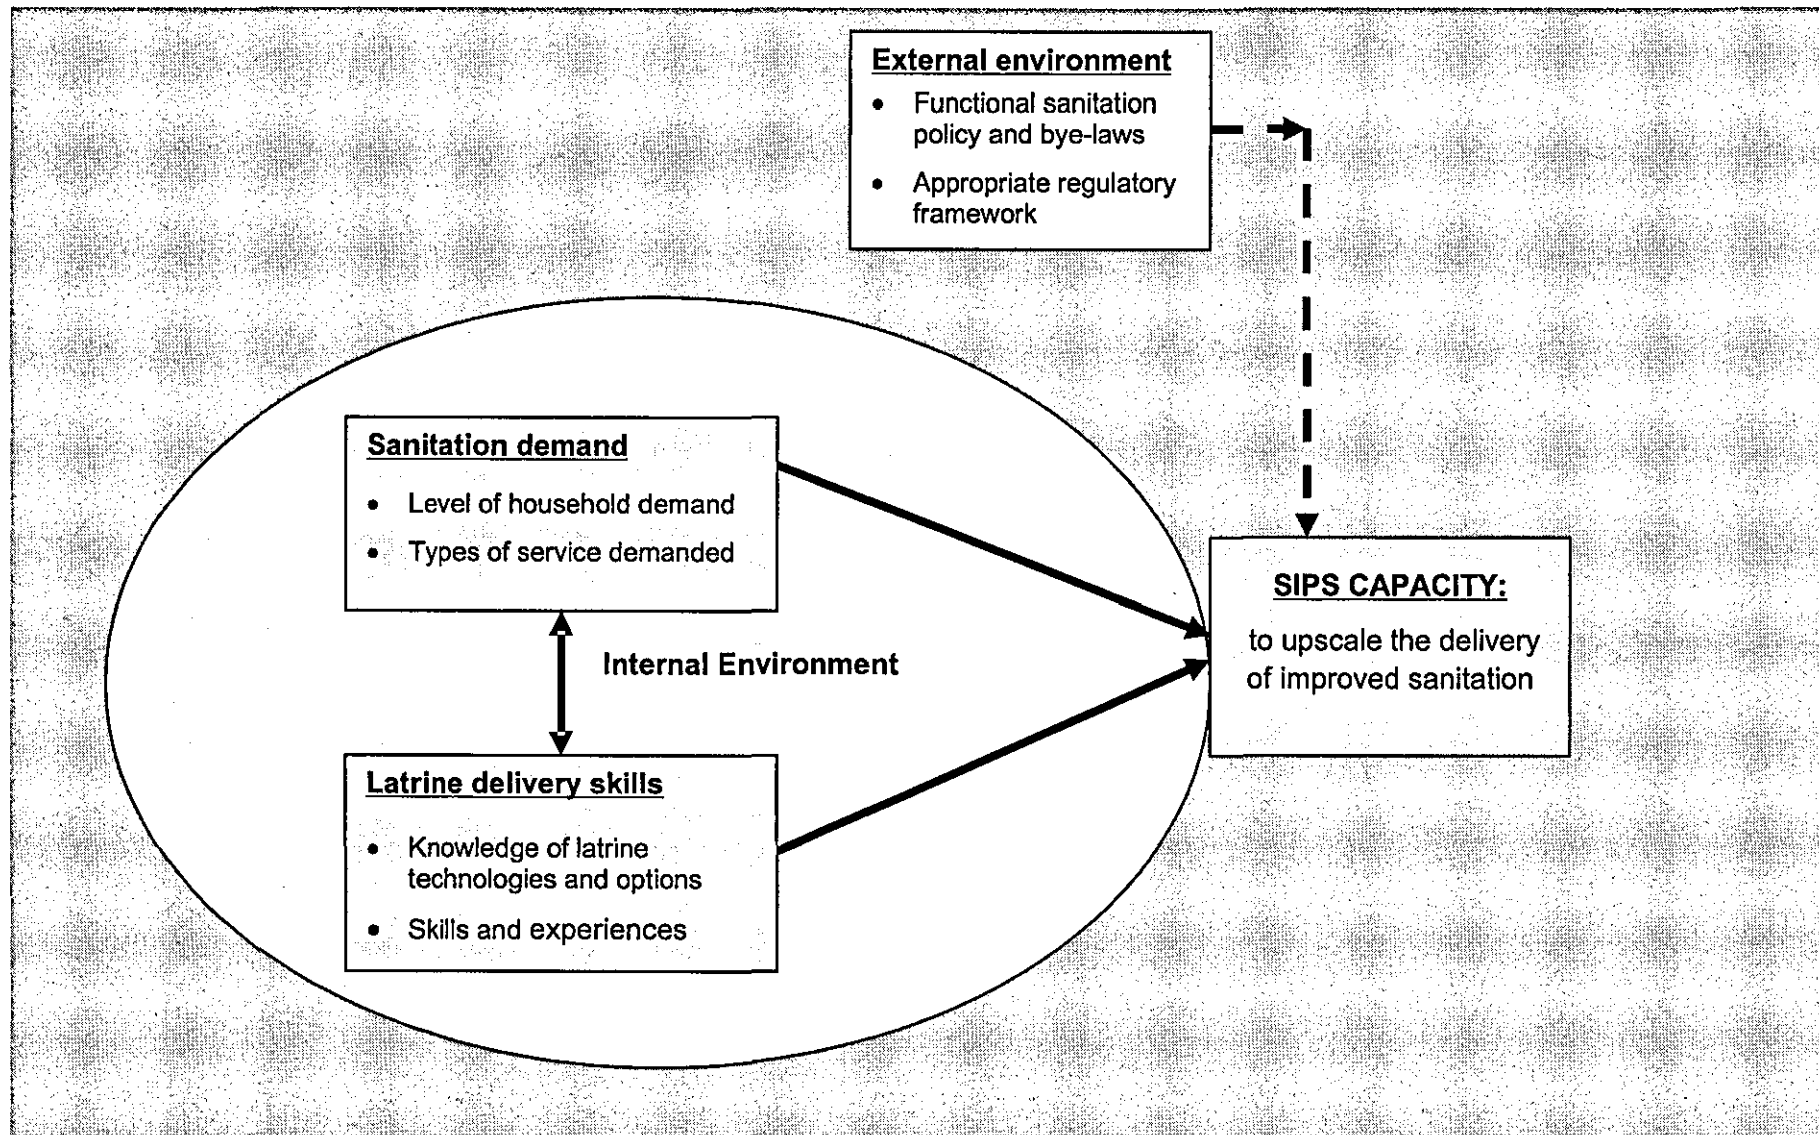 External environment
• Functional sanitation
policy and bye-laws
• Appropriate regulatory
framework
Sanitation demand
• Level of household demand
• Types of service demanded
Internal Environment
Latrine delivery skills
• Knowledge of latrine
technologies and options
• Skills and experiences
SIPS CAPACITY:
to upscale the delivery
of improved sanitation